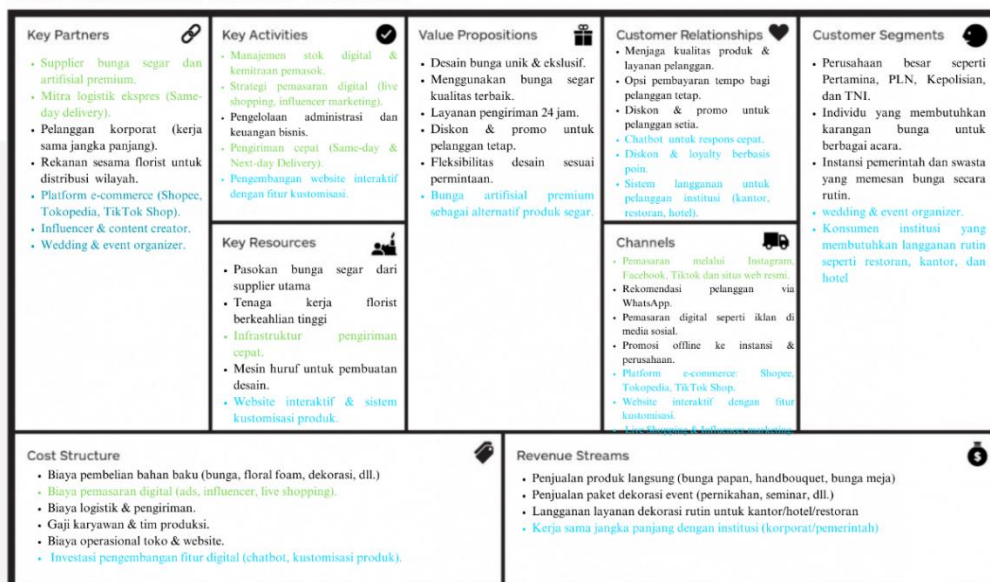 Key Partners
• Supplier bunga segar dan
artifisial premium.
• Mitra logistik ekspres (Same-
day delivery).
• Pelanggan korporat (kerja
sama jangka panjang).
• Rekanan sesama florist untuk
distribusi wilayah.
• Platform e-commerce (Shopee,
Tokopedia, TikTok Shop).
• Influencer & content creator.
• Wedding & event organizer.
Key Activities
• Manajemen stok digital &
kemitraan pemasok.
• Strategi pemasaran digital (live
shopping, influencer marketing).
• Pengelolaan administrasi dan
keuangan bisnis.
• Pengiriman cepat (Same-day &
Next-day Delivery).
• Pengembangan website interaktif
dengan fitur kustomisasi.
Key Resources
• Pasokan bunga segar dari
supplier utama
• Tenaga kerja florist
berkeahlian tinggi
• Infrastruktur pengiriman
cepat.
• Mesin huruf untuk pembuatan
desain.
• Website interaktif & sistem
kustomisasi produk.
Value Propositions
• Desain bunga unik & ekslusif.
• Menggunakan bunga segar
kualitas terbaik.
• Layanan pengiriman 24 jam.
• Diskon & promo untuk
pelanggan tetap.
• Fleksibilitas desain sesuai
permintaan.
• Bunga artifisial premium
sebagai alternatif produk segar.
Customer Relationships
• Menjaga kualitas produk &
layanan pelanggan.
• Opsi pembayaran tempo bagi
pelanggan tetap.
• Diskon & promo untuk
pelanggan setia.
• Chatbot untuk respons cepat.
• Diskon & loyalty berbasis
poin.
• Sistem langganan untuk
pelanggan institusi (kantor,
restoran, hotel).
Channels
• Pemasaran melalui Instagram,
Facebook, Tiktok dan situs web resmi.
• Rekomendasi pelanggan via
WhatsApp.
• Pemasaran digital seperti iklan di
media sosial.
• Promosi offline ke instansi &
perusahaan.
• Platform e-commerce: Shopee,
Tokopedia, TikTok Shop.
• Website interaktif dengan fitur
kustomisasi.
• Live Shopping & Influencer marketing.
Customer Segments
• Perusahaan besar seperti
Pertamina, PLN, Kepolisian,
dan TNI.
• Individu yang membutuhkan
karangan bunga untuk
berbagai acara.
• Instansi pemerintah dan swasta
yang memesan bunga secara
rutin.
• wedding & event organizer.
• Konsumen institusi yang
membutuhkan langganan rutin
seperti restoran, kantor, dan
hotel
Cost Structure
• Biaya pembelian bahan baku (bunga, floral foam, dekorasi, dll.)
• Biaya pemasaran digital (ads, influencer, live shopping).
• Biaya logistik & pengiriman.
• Gaji karyawan & tim produksi.
• Biaya operasional toko & website.
• Investasi pengembangan fitur digital (chatbot, kustomisasi produk).
Revenue Streams
• Penjualan produk langsung (bunga papan, handbouquet, bunga meja)
• Penjualan paket dekorasi event (pernikahan, seminar, dll.)
• Langganan layanan dekorasi rutin untuk kantor/hotel/restoran
• Kerja sama jangka panjang dengan institusi (korporat/pemerintah)